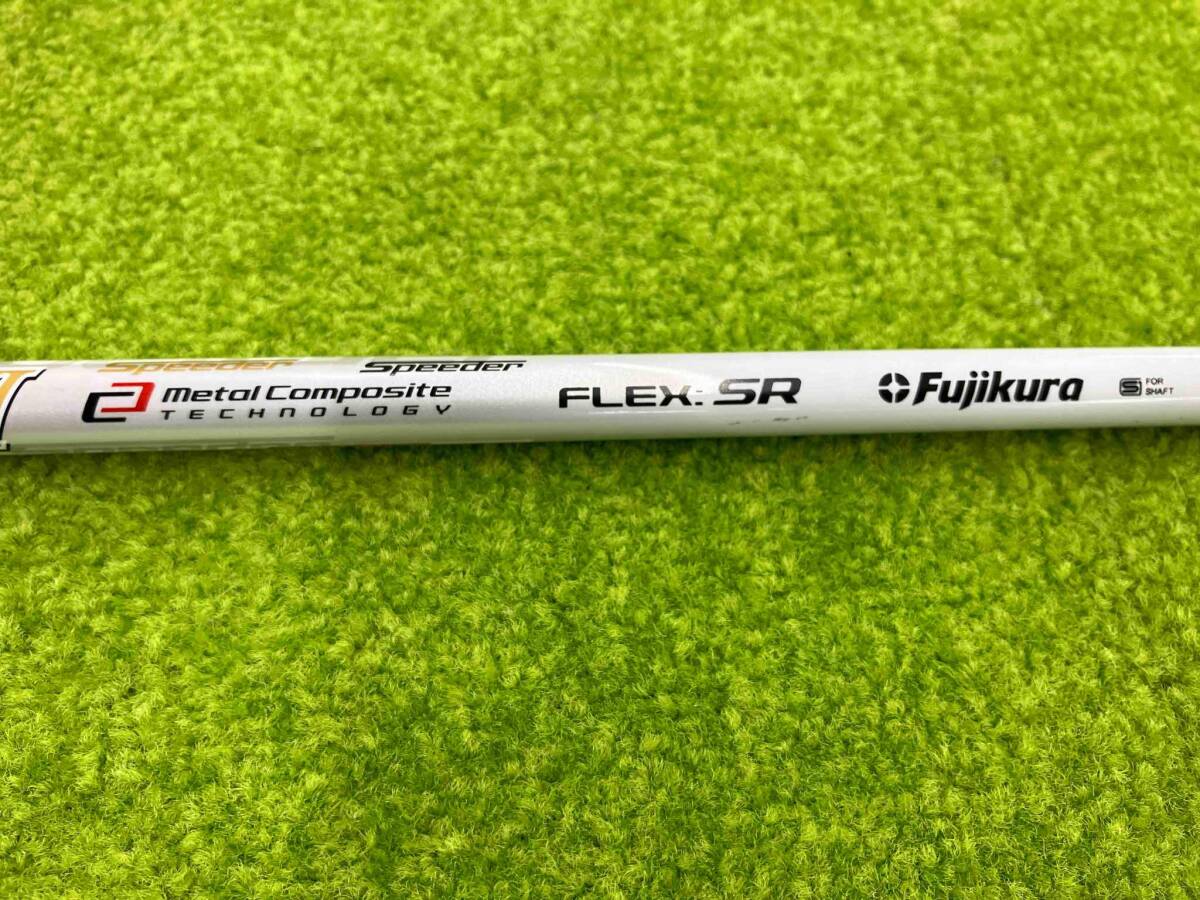 Speeder Speeder
Metal Composite
TECHNOLOGY
FLEX: SR
Fujikura
S FOR
SHAFT